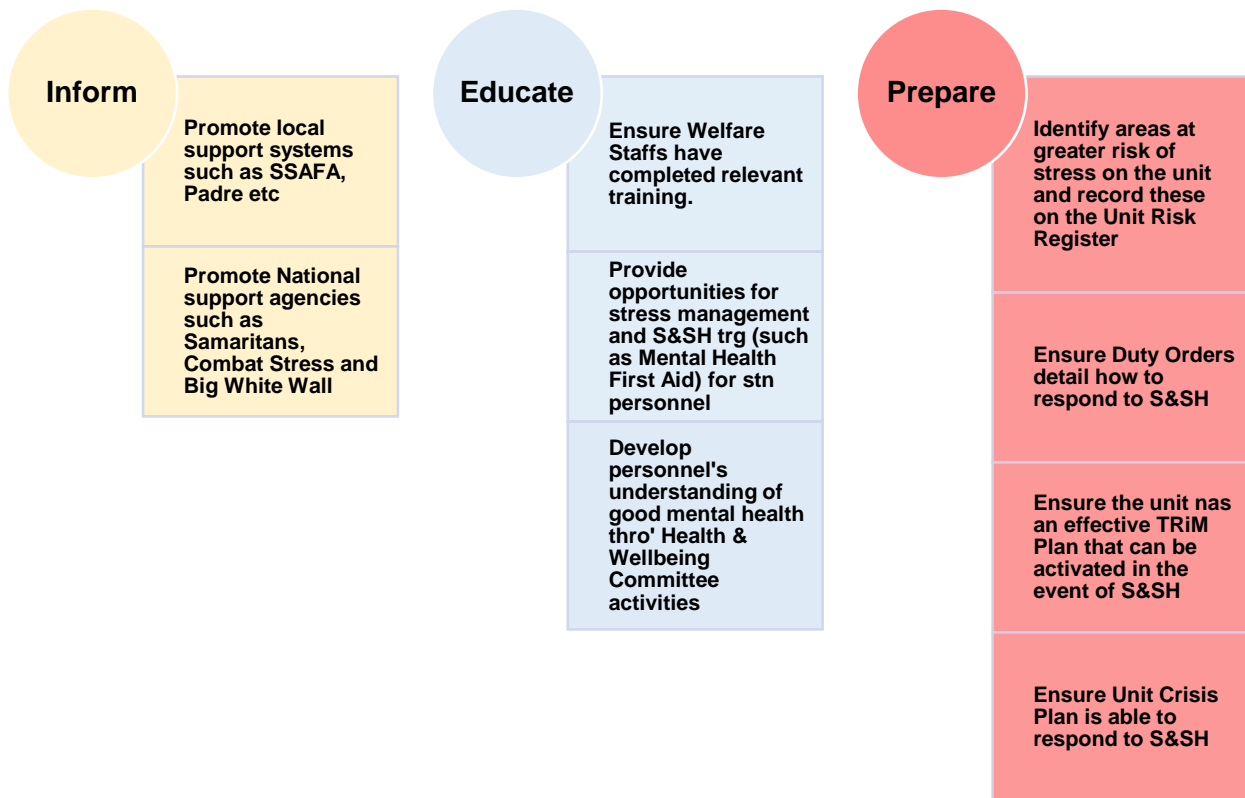 Inform
Promote local
support systems
such as SSAFA,
Padre etc
Promote National
support agencies
such as
Samaritans,
Combat Stress and
Big White Wall
Educate
Ensure Welfare
Staffs have
completed relevant
training.
Provide
opportunities for
stress management
and S&SH trg (such
as Mental Health
First Aid) for stn
personnel
Develop
personnel's
understanding of
good mental health
thro' Health &
Wellbeing
Committee
activities
Prepare
Identify areas at
greater risk of
stress on the unit
and record these
on the Unit Risk
Register
Ensure Duty Orders
detail how to
respond to S&SH
Ensure the unit nas
an effective TRiM
Plan that can be
activated in the
event of S&SH
Ensure Unit Crisis
Plan is able to
respond to S&SH